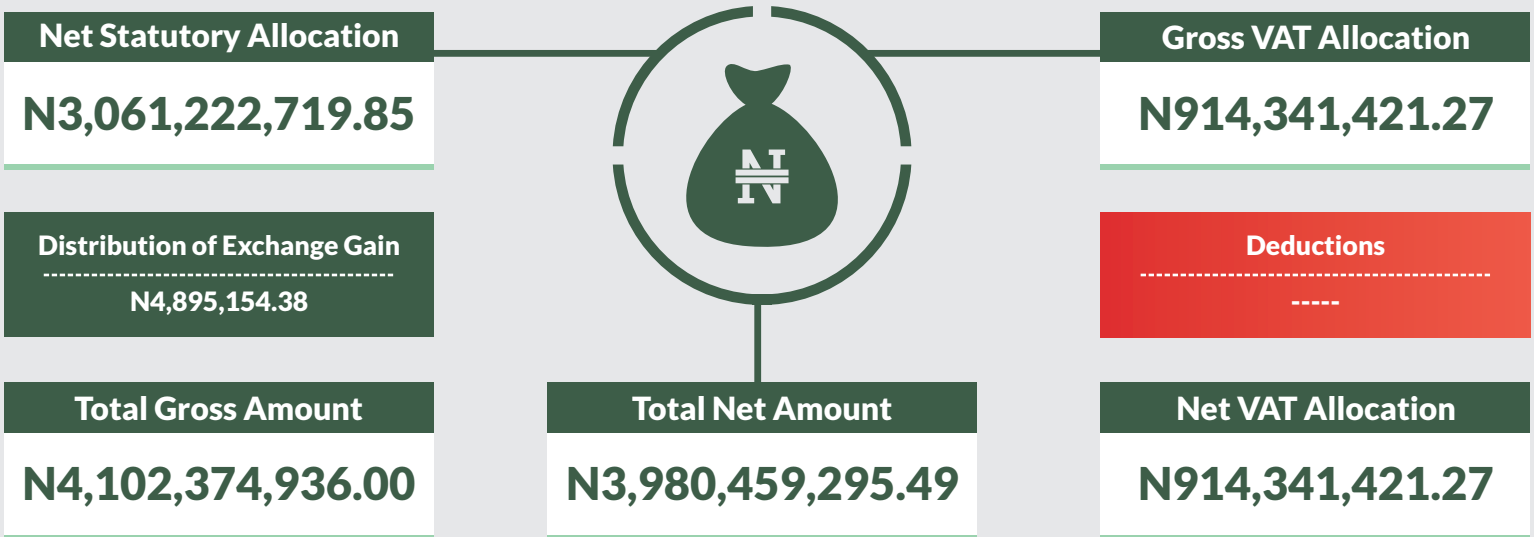 Net Statutory Allocation
N3,061,222,719.85
Gross VAT Allocation
N914,341,421.27
₦
Distribution of Exchange Gain
N4,895,154.38
Deductions
-----
Total Gross Amount
N4,102,374,936.00
Total Net Amount
N3,980,459,295.49
Net VAT Allocation
N914,341,421.27